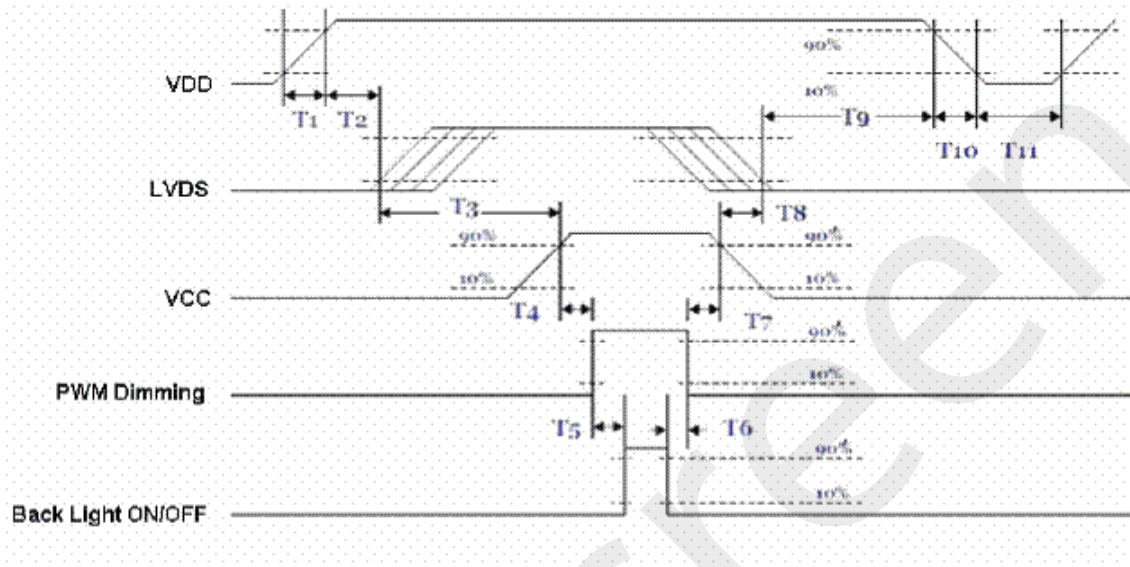 90%
VDD
10%
T1 T2 T9
T10 T11
LVDS
T3 T8
90% 90%
10% 10%
VCC
T4 T7
90%
10%
PWM Dimming
T5 T6
90%
10%
Back Light ON/OFF
reen